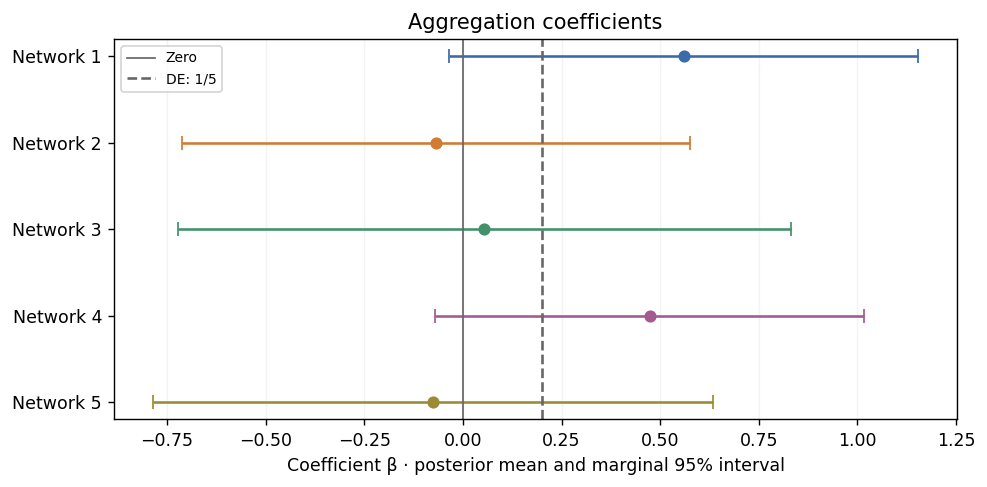 Aggregation coefficients
Network 1
Zero
DE: 1/5
Network 2
Network 3
Network 4
Network 5
−0.75 −0.50 −0.25 0.00 0.25 0.50 0.75 1.00 1.25
Coefficient β · posterior mean and marginal 95% interval